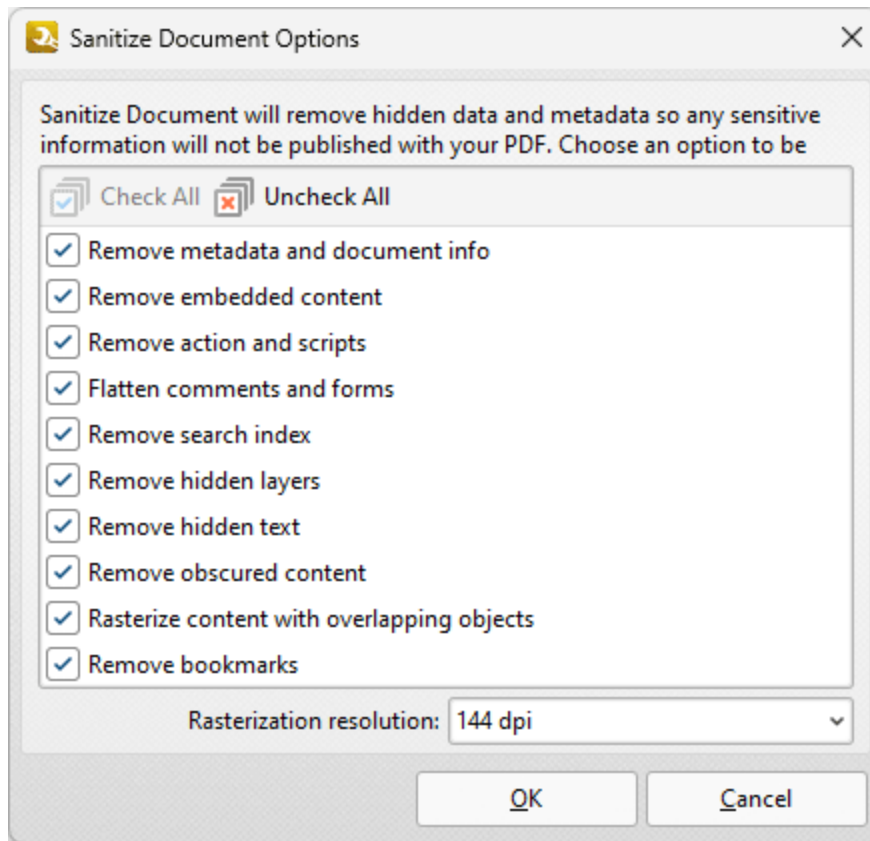 Sanitize Document Options
Sanitize Document will remove hidden data and metadata so any sensitive
information will not be published with your PDF. Choose an option to be
Check All Uncheck All
Remove metadata and document info
Remove embedded content
Remove action and scripts
Flatten comments and forms
Remove search index
Remove hidden layers
Remove hidden text
Remove obscured content
Rasterize content with overlapping objects
Remove bookmarks
Rasterization resolution: 144 dpi
OK Cancel